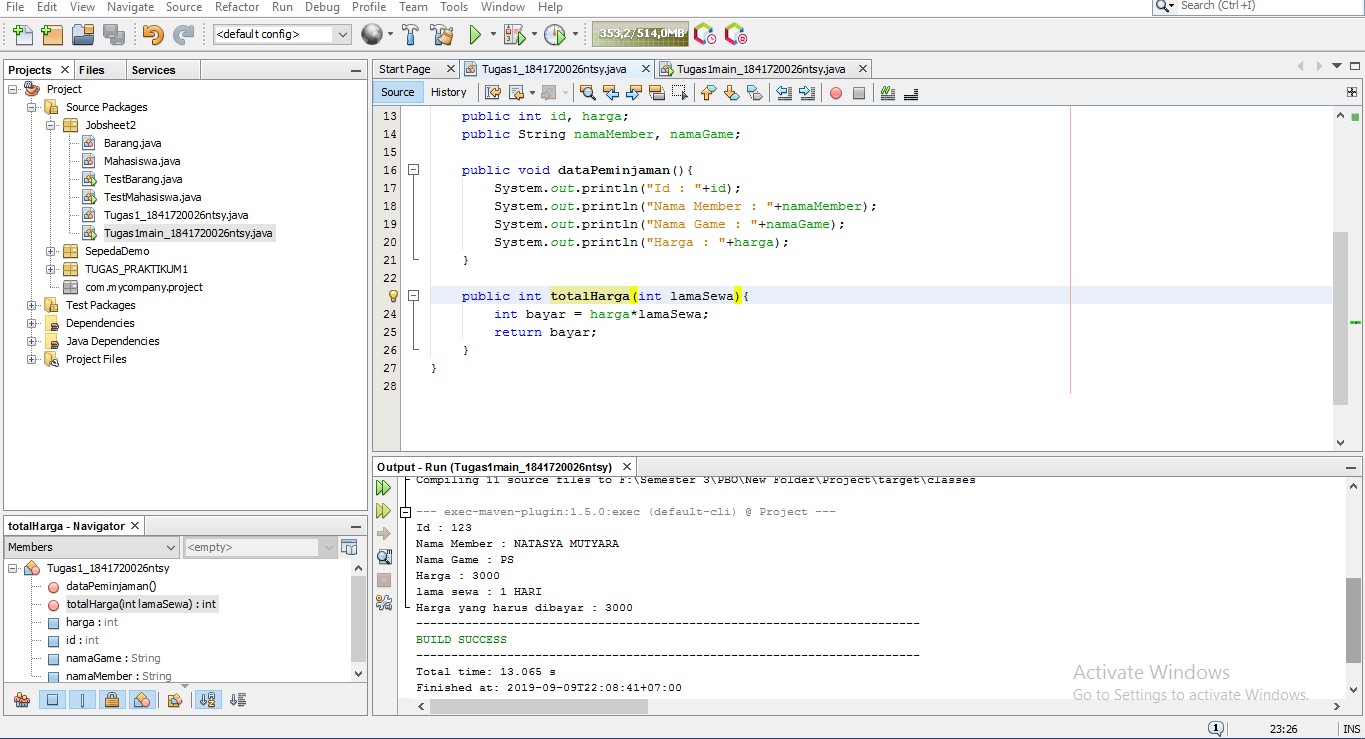 File Edit View Navigate Source Refactor Run Debug Profile Team Tools Window Help
Search (Ctrl+I)
<default config>
353,2/514,0MB
Projects Files Services
Project
Source Packages
Jobsheet2
Barang.java
Mahasiswa.java
TestBarang.java
TestMahasiswa.java
Tugas1_1841720026ntsy.java
Tugas1main_1841720026ntsy.java
SepedaDemo
TUGAS_PRAKTIKUM1
com.mycompany.project
Test Packages
Dependencies
Java Dependencies
Project Files
totalHarga - Navigator
Members <empty>
Tugas1_1841720026ntsy
dataPeminjaman()
totalHarga(int lamaSewa) : int
harga : int
id : int
namaGame : String
namaMember : String
Start Page Tugas1_1841720026ntsy.java Tugas1main_1841720026ntsy.java
Source History
13 public int id, harga;
14 public String namaMember, namaGame;
15
16 public void dataPeminjaman(){
17 System.out.println("Id : "+id);
18 System.out.println("Nama Member : "+namaMember);
19 System.out.println("Nama Game : "+namaGame);
20 System.out.println("Harga : "+harga);
21 }
22
public int totalHarga(int lamaSewa){
24 int bayar = harga*lamaSewa;
25 return bayar;
26 }
27 }
28
Output - Run (Tugas1main_1841720026ntsy)
Compiling 11 source files to F:\Semester 3\PBO\New Folder\Project\target\classes
--- exec-maven-plugin:1.5.0:exec (default-cli) @ Project ---
Id : 123
Nama Member : NATASYA MUTYARA
Nama Game : PS
Harga : 3000
lama sewa : 1 HARI
Harga yang harus dibayar : 3000
------------------------------------------------------------------------
BUILD SUCCESS
------------------------------------------------------------------------
Total time: 13.065 s
Finished at: 2019-09-09T22:08:41+07:00
Activate Windows
Go to Settings to activate Windows.
1 23:26 INS